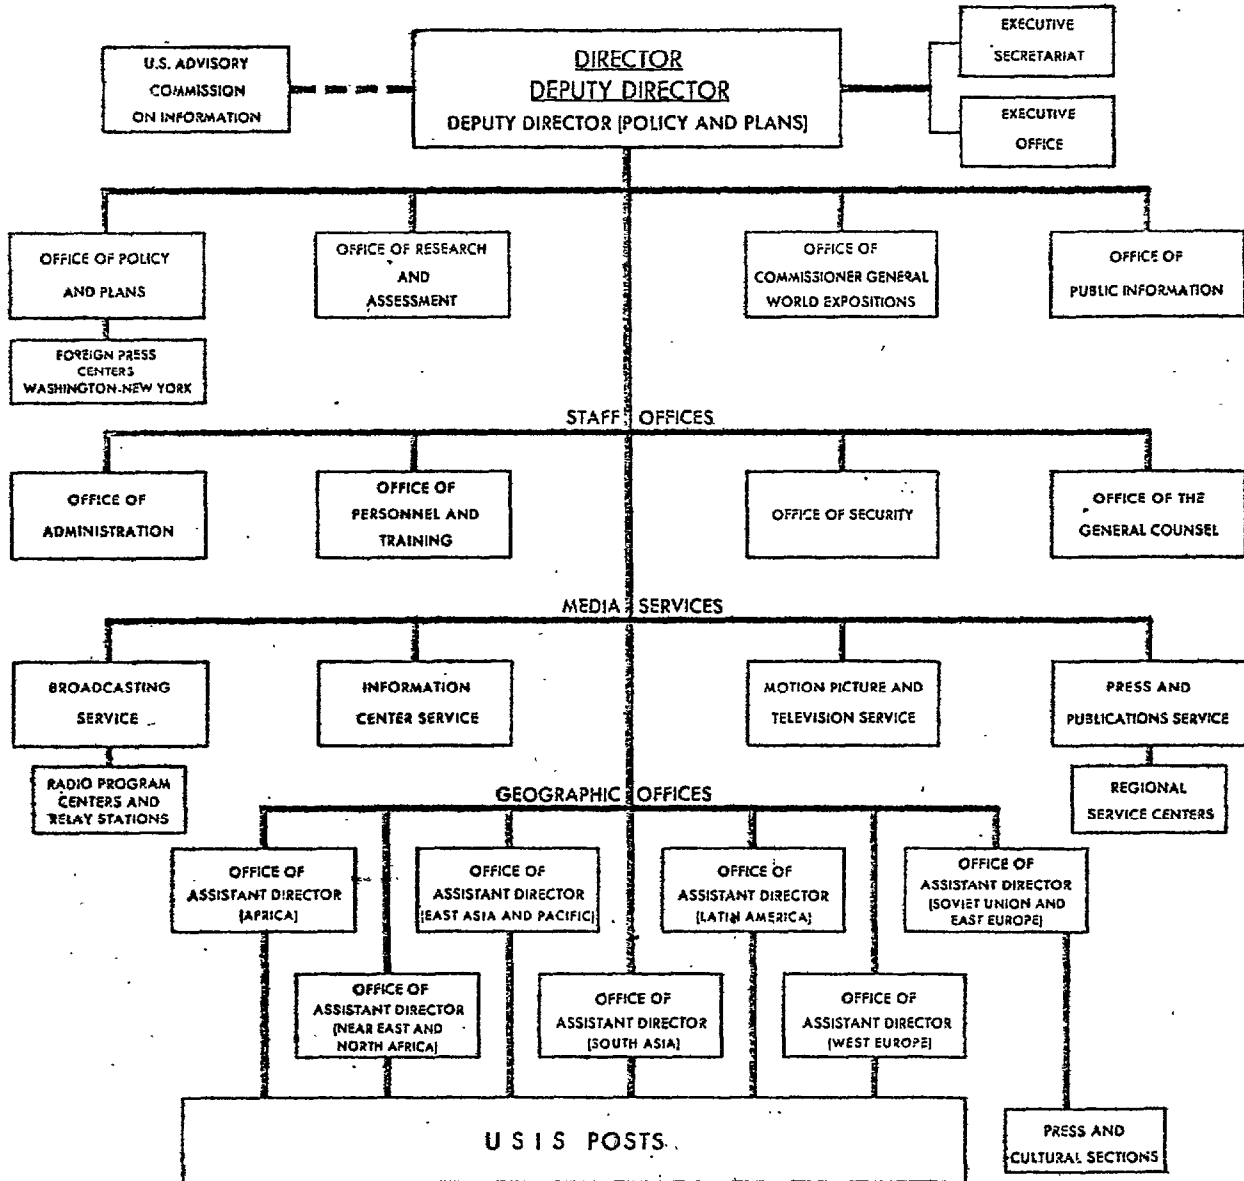 U.S. ADVISORY
COMMISSION
ON INFORMATION
DIRECTOR
DEPUTY DIRECTOR
DEPUTY DIRECTOR (POLICY AND PLANS)
EXECUTIVE
SECRETARIAT
EXECUTIVE
OFFICE
OFFICE OF POLICY
AND PLANS
OFFICE OF RESEARCH
AND
ASSESSMENT
OFFICE OF
COMMISSIONER GENERAL
WORLD EXPOSITIONS
OFFICE OF
PUBLIC INFORMATION
FOREIGN PRESS
CENTERS
WASHINGTON-NEW YORK
STAFF OFFICES
OFFICE OF
ADMINISTRATION
OFFICE OF
PERSONNEL AND
TRAINING
OFFICE OF SECURITY
OFFICE OF THE
GENERAL COUNSEL
MEDIA SERVICES
BROADCASTING
SERVICE
INFORMATION
CENTER SERVICE
MOTION PICTURE AND
TELEVISION SERVICE
PRESS AND
PUBLICATIONS SERVICE
RADIO PROGRAM
CENTERS AND
RELAY STATIONS
REGIONAL
SERVICE CENTERS
GEOGRAPHIC OFFICES
OFFICE OF
ASSISTANT DIRECTOR
(AFRICA)
OFFICE OF
ASSISTANT DIRECTOR
(EAST ASIA AND PACIFIC)
OFFICE OF
ASSISTANT DIRECTOR
(LATIN AMERICA)
OFFICE OF
ASSISTANT DIRECTOR
(SOVIET UNION AND
EAST EUROPE)
OFFICE OF
ASSISTANT DIRECTOR
(NEAR EAST AND
NORTH AFRICA)
OFFICE OF
ASSISTANT DIRECTOR
(SOUTH ASIA)
OFFICE OF
ASSISTANT DIRECTOR
(WEST EUROPE)
USIS POSTS
PRESS AND
CULTURAL SECTIONS